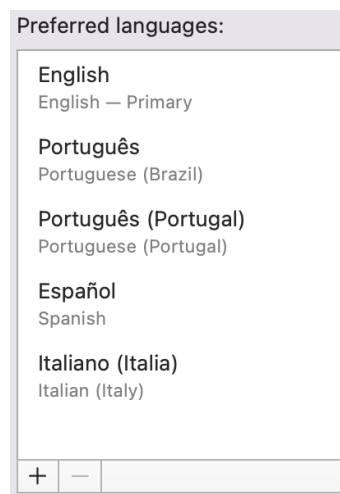 Preferred languages:
English
English — Primary
Português
Portuguese (Brazil)
Português (Portugal)
Portuguese (Portugal)
Español
Spanish
Italiano (Italia)
Italian (Italy)
+ −